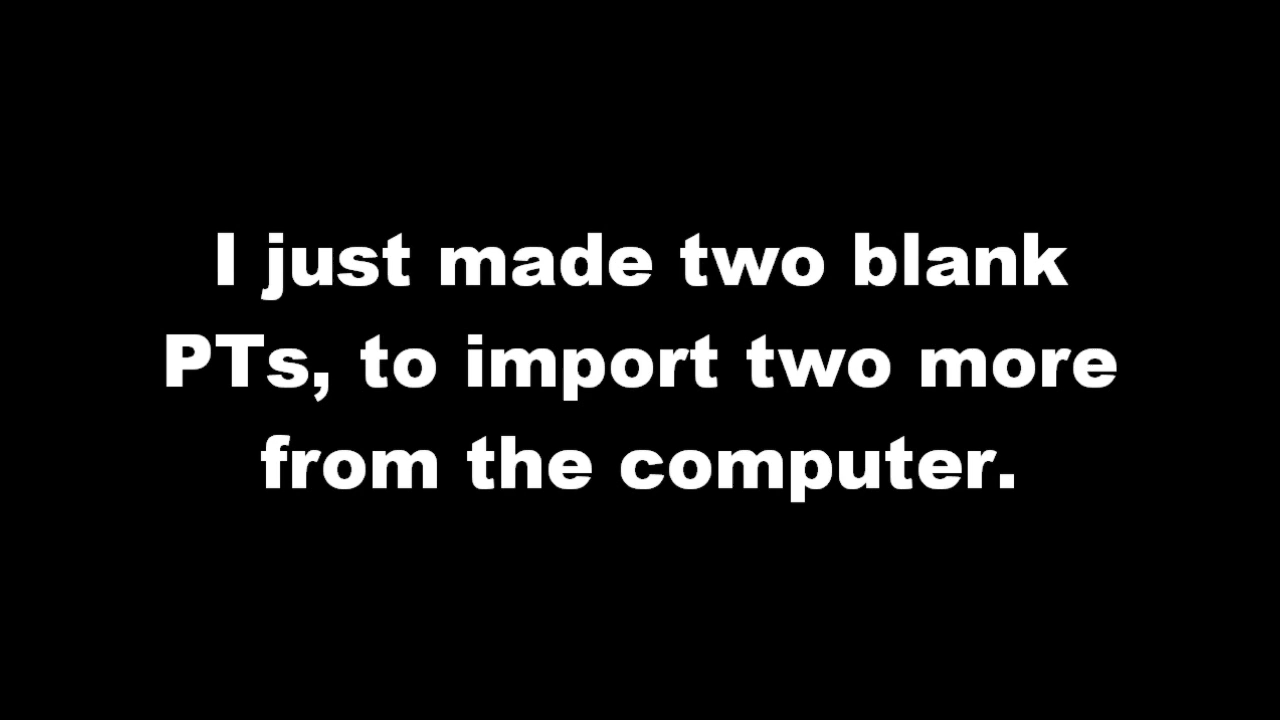 I just made two blank
PTs, to import two more
from the computer.